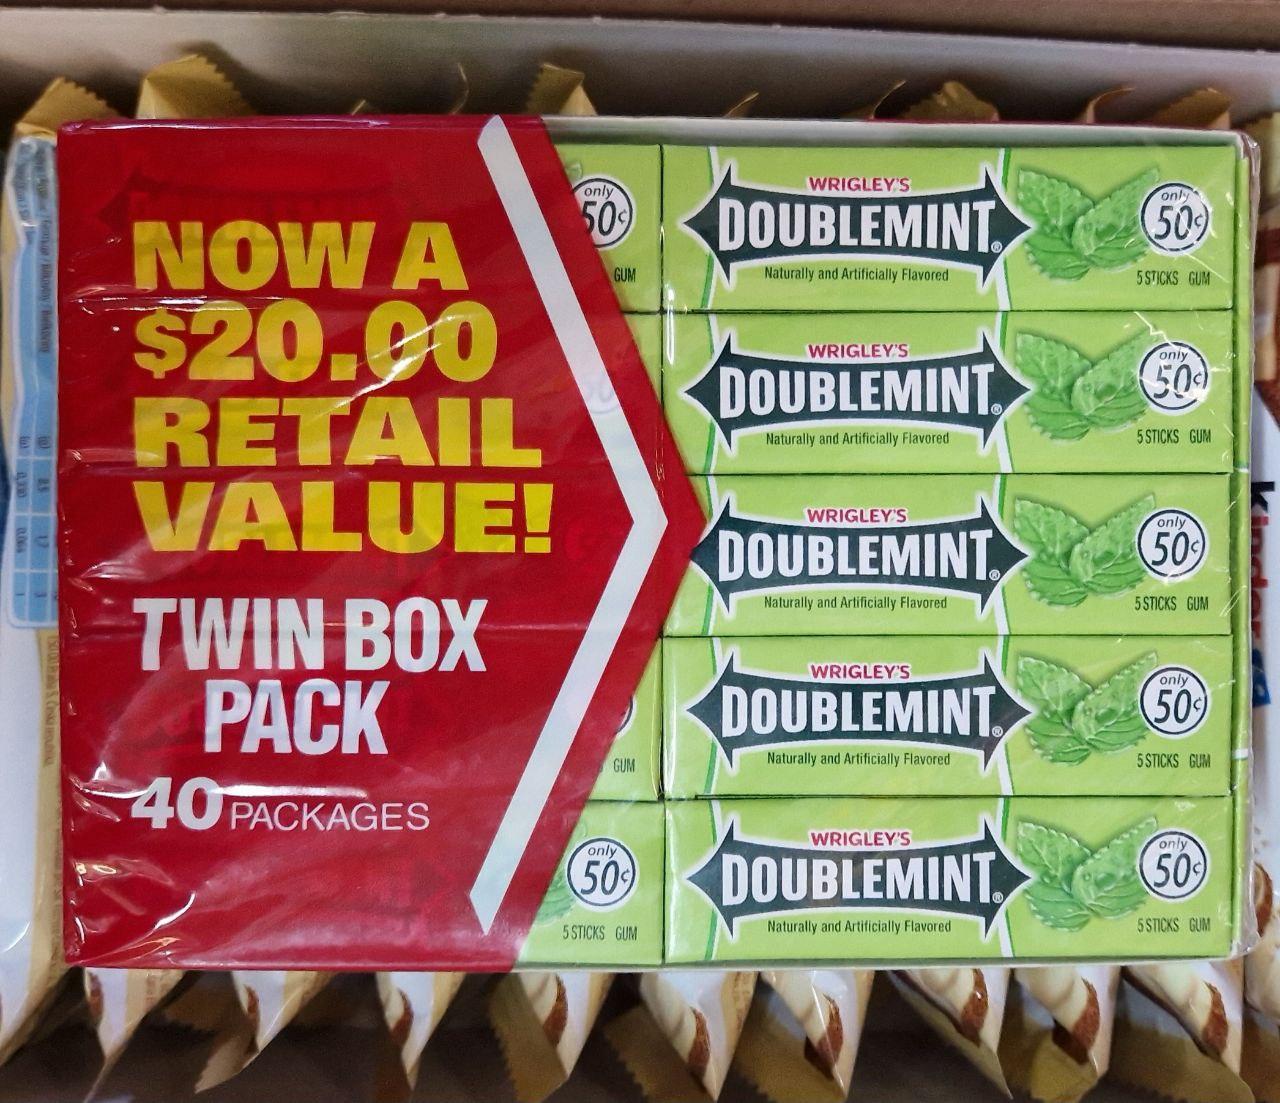 NOW A
$20.00
RETAIL
VALUE!
TWIN BOX
PACK
40 PACKAGES
only
50¢
GUM
WRIGLEY'S
DOUBLEMINT®
Naturally and Artificially Flavored
only
50¢
5 STICKS GUM
WRIGLEY'S
DOUBLEMINT®
Naturally and Artificially Flavored
only
50¢
5 STICKS GUM
WRIGLEY'S
DOUBLEMINT®
Naturally and Artificially Flavored
only
50¢
5 STICKS GUM
GUM
WRIGLEY'S
DOUBLEMINT®
Naturally and Artificially Flavored
only
50¢
5 STICKS GUM
only
50¢
5 STICKS GUM
WRIGLEY'S
DOUBLEMINT®
Naturally and Artificially Flavored
only
50¢
5 STICKS GUM